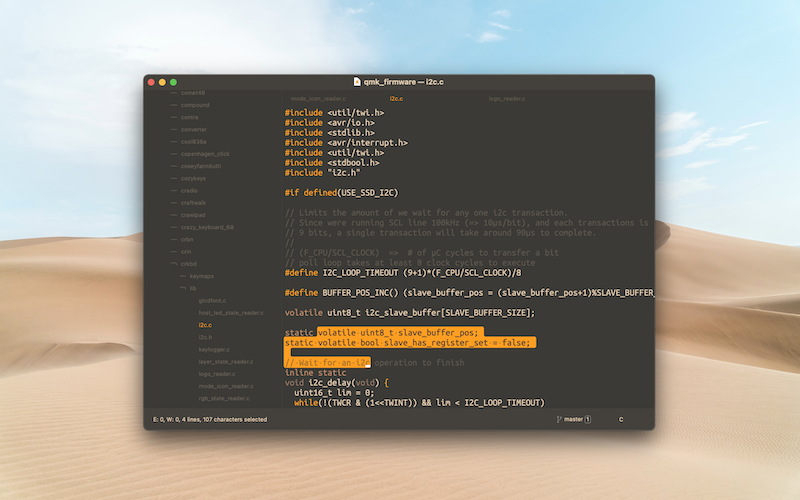 qmk_firmware — i2c.c
mode_icon_reader.c
i2c.c
logo_reader.c
comet46
compound
contra
converter
cool836a
copenhagen_click
cozykeys
cradio
craftwalk
crawlpad
crazy_keyboard_68
crbn
crkbd
keymaps
lib
glcdfont.c
host_led_state_reader.c
i2c.c
i2c.h
keylogger.c
layer_state_reader.c
logo_reader.c
mode_icon_reader.c
rgb_state_reader.c
#include <util/twi.h>
#include <avr/io.h>
#include <stdlib.h>
#include <avr/interrupt.h>
#include <util/twi.h>
#include <stdbool.h>
#include "i2c.h"
#if defined(USE_SSD_I2C)
// Limits the amount of we wait for any one i2c transaction.
// Since were running SCL line 100kHz (=> 10μs/bit), and each transactions is
// 9 bits, a single transaction will take around 90μs to complete.
//
// (F_CPU/SCL_CLOCK)  =>  # of μC cycles to transfer a bit
// poll loop takes at least 8 clock cycles to execute
#define I2C_LOOP_TIMEOUT (9+1)*(F_CPU/SCL_CLOCK)/8
#define BUFFER_POS_INC() (slave_buffer_pos = (slave_buffer_pos+1)%SLAVE_BUFFER_
volatile uint8_t i2c_slave_buffer[SLAVE_BUFFER_SIZE];
static volatile uint8_t slave_buffer_pos;
static volatile bool slave_has_register_set = false;
// Wait for an i2c operation to finish
inline static
void i2c_delay(void) {
uint16_t lim = 0;
while(!(TWCR & (1<<TWINT)) && lim < I2C_LOOP_TIMEOUT)
E: 0, W: 0, 4 lines, 107 characters selected
master 1
C